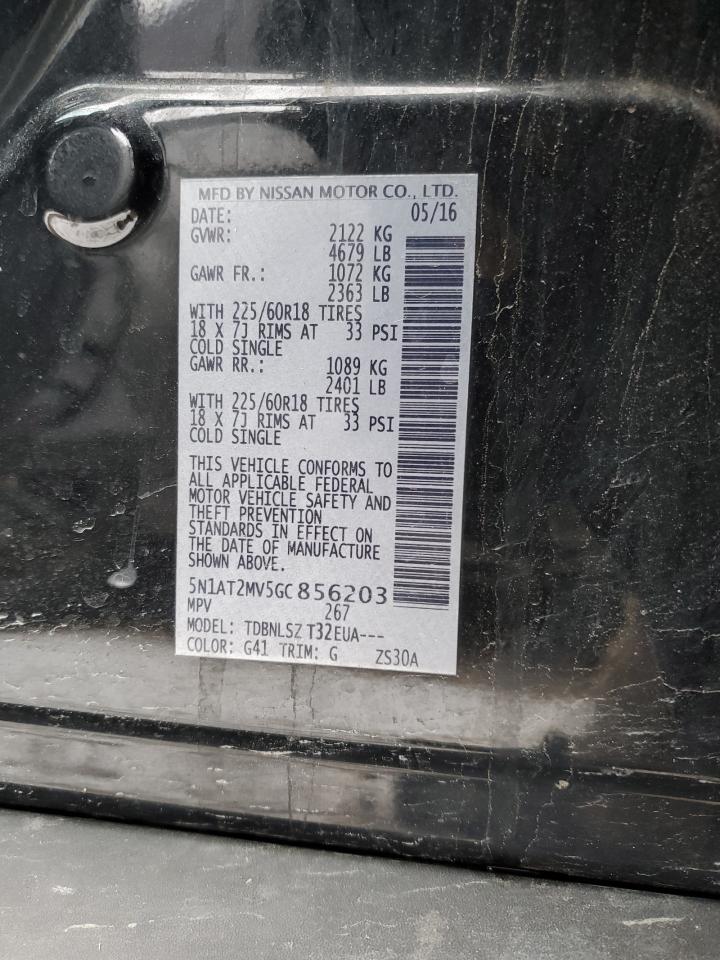 MFD BY NISSAN MOTOR CO., LTD.
DATE: 05/16
GVWR: 2122 KG
4679 LB
GAWR FR.: 1072 KG
2363 LB
WITH 225/60R18 TIRES
18 X 7J RIMS AT 33 PSI
COLD SINGLE
GAWR RR.: 1089 KG
2401 LB
WITH 225/60R18 TIRES
18 X 7J RIMS AT 33 PSI
COLD SINGLE
THIS VEHICLE CONFORMS TO
ALL APPLICABLE FEDERAL
MOTOR VEHICLE SAFETY AND
THEFT PREVENTION
STANDARDS IN EFFECT ON
THE DATE OF MANUFACTURE
SHOWN ABOVE.
5N1AT2MV5GC856203
MPV 267
MODEL: TDBNLSZ T32EUA---
COLOR: G41 TRIM: G ZS30A